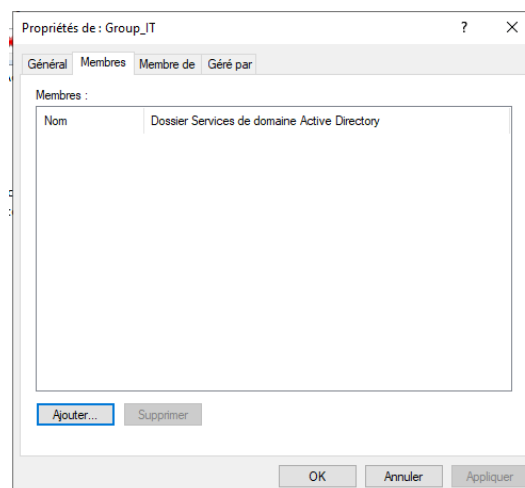 Propriétés de : Group_IT ? ×
Général Membres Membre de Géré par
Membres :
Nom Dossier Services de domaine Active Directory
Ajouter... Supprimer
OK Annuler Appliquer